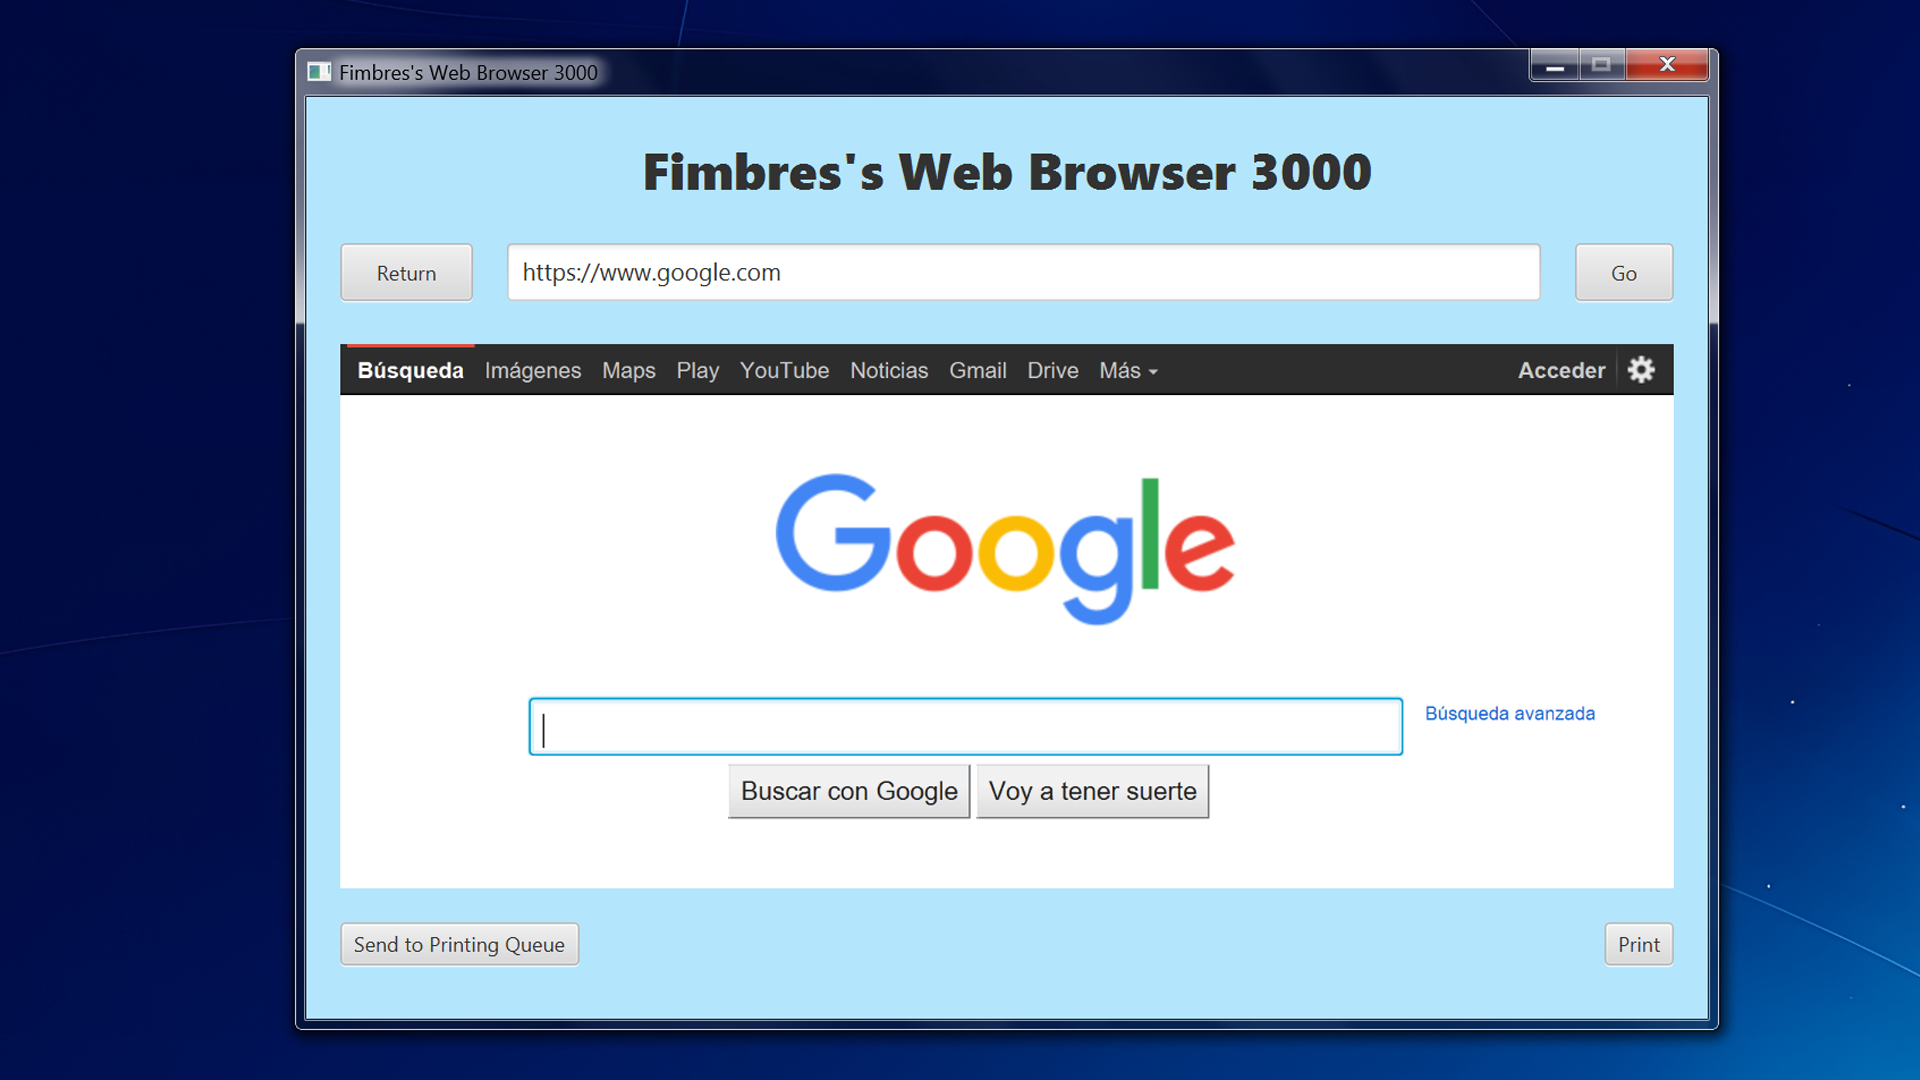 Fimbres's Web Browser 3000
Fimbres's Web Browser 3000
Return https://www.google.com Go
Búsqueda Imágenes Maps Play YouTube Noticias Gmail Drive Más Acceder
Google
Búsqueda avanzada
Buscar con Google Voy a tener suerte
Send to Printing Queue Print